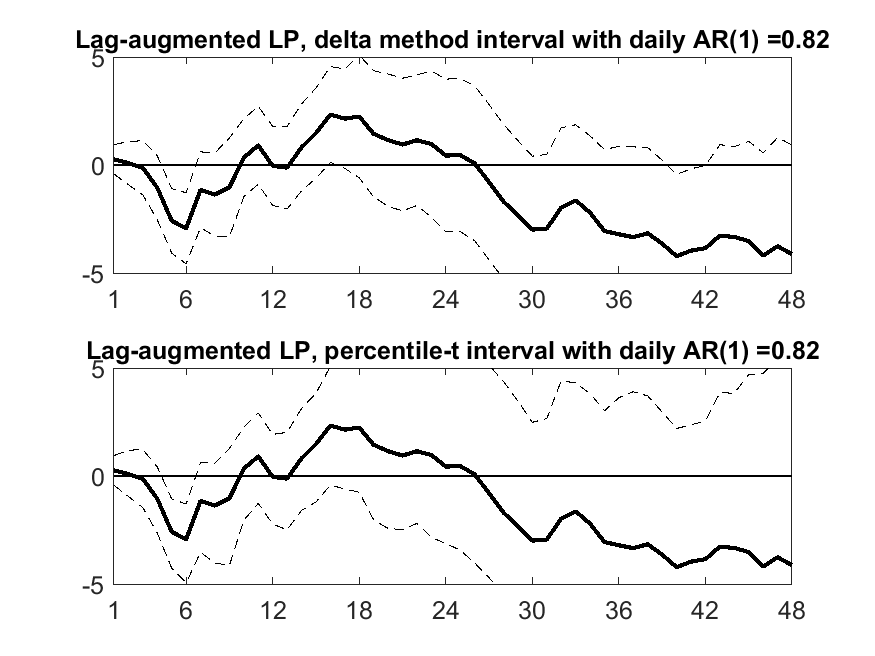 Lag-augmented LP, delta method interval with daily AR(1) =0.82
5
0
-5
1 6 12 18 24 30 36 42 48
Lag-augmented LP, percentile-t interval with daily AR(1) =0.82
5
0
-5
1 6 12 18 24 30 36 42 48